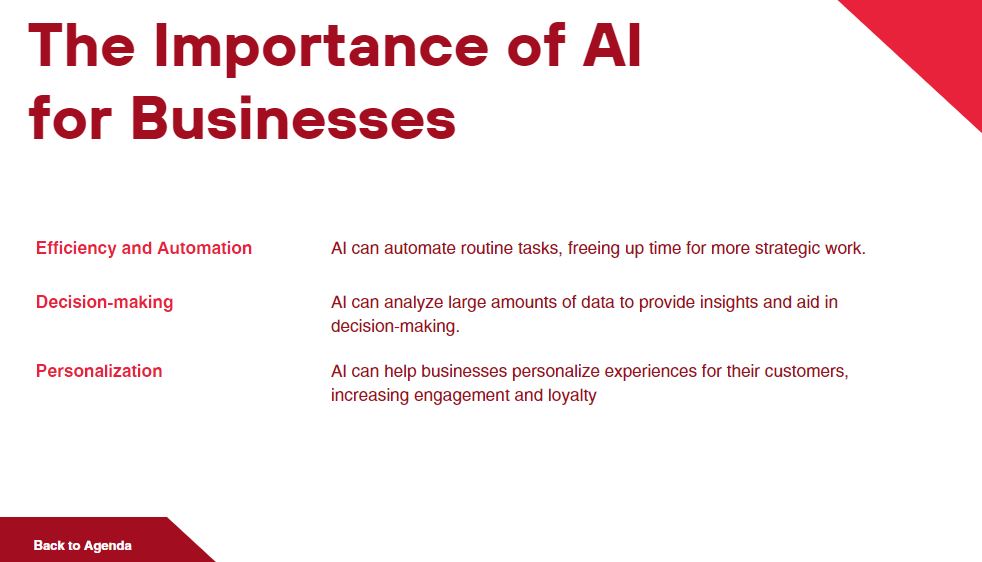 The Importance of AI
for Businesses
Efficiency and Automation
AI can automate routine tasks, freeing up time for more strategic work.
Decision-making
AI can analyze large amounts of data to provide insights and aid in
decision-making.
Personalization
AI can help businesses personalize experiences for their customers,
increasing engagement and loyalty
Back to Agenda